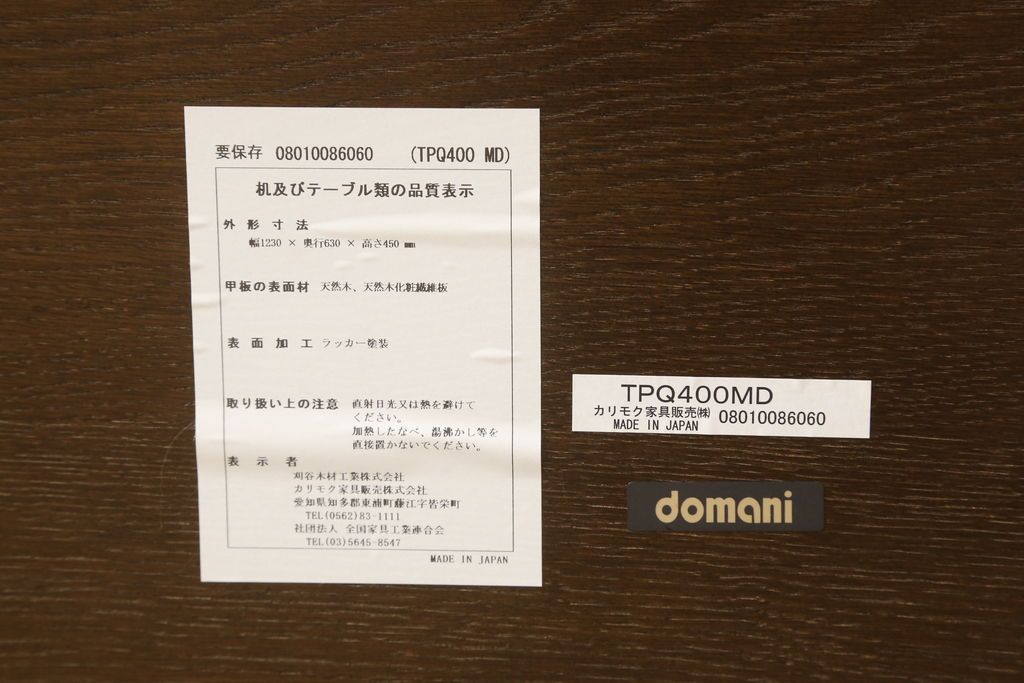 要保存 08010086060 (TPQ400 MD)
机及びテーブル類の品質表示
外形寸法
幅1230 × 奥行630 × 高さ450 mm
甲板の表面材 天然木、天然木化粧繊維板
表面加工 ラッカー塗装
取り扱い上の注意 直射日光又は熱を避けて
ください。
加熱したなべ、湯沸かし等を
直接置かないでください。
表示者
刈谷木材工業株式会社
カリモク家具販売株式会社
愛知県知多郡東浦町藤江字皆栄町
TEL(0562)83-1111
社団法人 全国家具工業連合会
TEL(03)5645-8547
MADE IN JAPAN
TPQ400MD
カリモク家具販売㈱ 08010086060
MADE IN JAPAN
domani